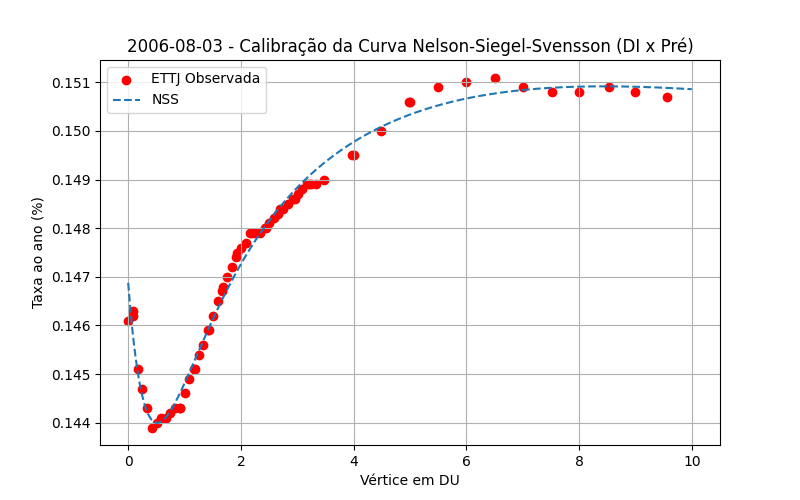 2006-08-03 - Calibração da Curva Nelson-Siegel-Svensson (DI x Pré)
ETTJ Observada
NSS
Taxa ao ano (%)
0.151
0.150
0.149
0.148
0.147
0.146
0.145
0.144
0 2 4 6 8 10
Vértice em DU